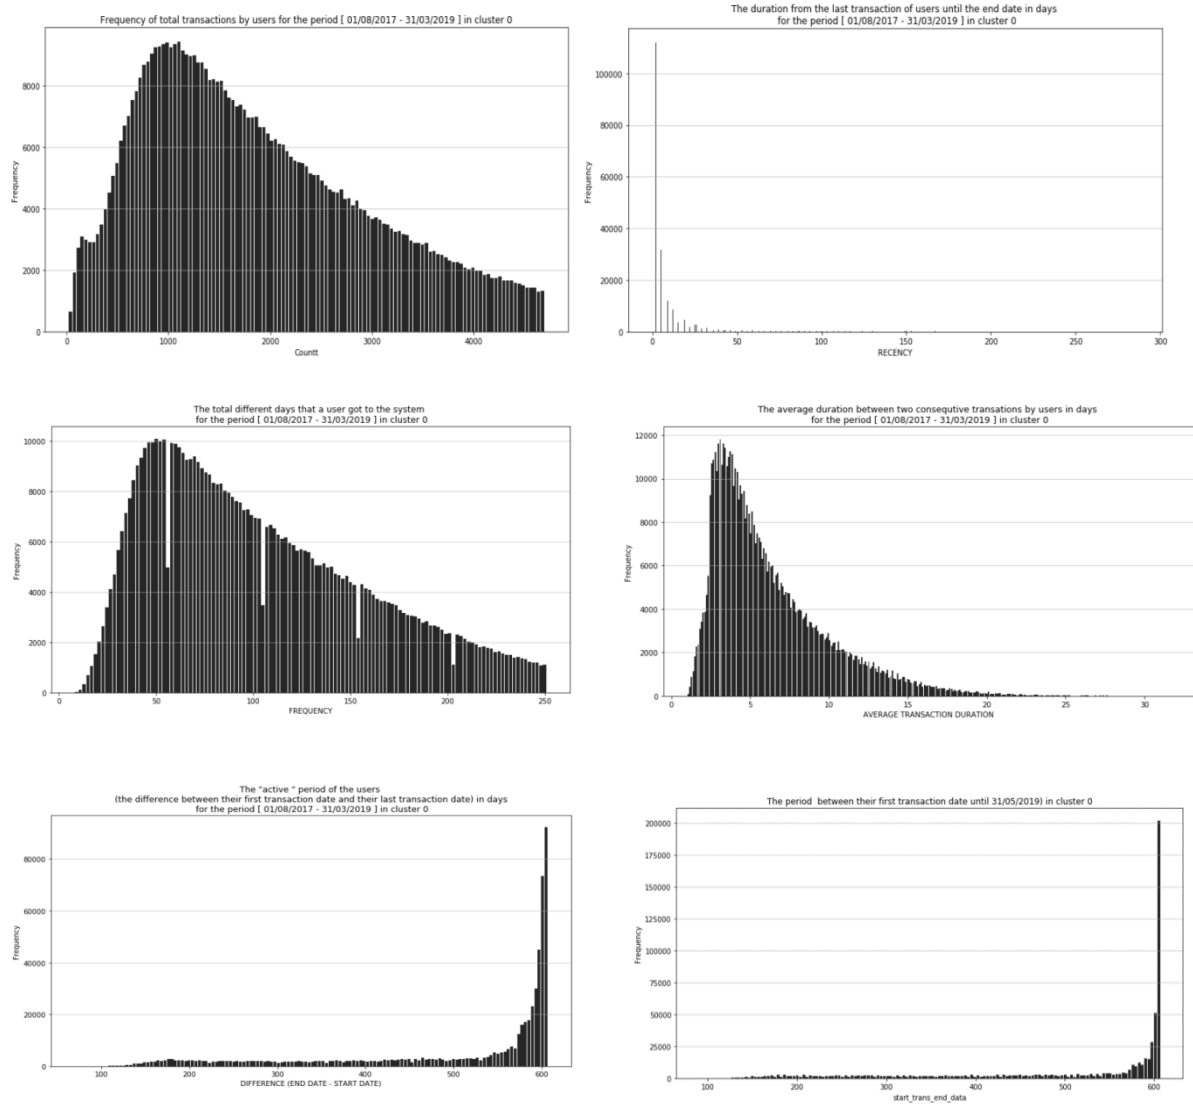 Frequency of total transactions by users for the period [ 01/08/2017 - 31/03/2019 ] in cluster 0
8000
6000
4000
2000
0
Frequency
0 1000 2000 3000 4000
Countt
The duration from the last transaction of users until the end date in days
for the period [ 01/08/2017 - 31/03/2019 ] in cluster 0
100000
80000
60000
40000
20000
0
Frequency
0 50 100 150 200 250 300
RECENCY
The total different days that a user got to the system
for the period [ 01/08/2017 - 31/03/2019 ] in cluster 0
10000
8000
6000
4000
2000
0
Frequency
0 50 100 150 200 250
FREQUENCY
The average duration between two consequtive transations by users in days
for the period [ 01/08/2017 - 31/03/2019 ] in cluster 0
12000
10000
8000
6000
4000
2000
0
Frequency
0 5 10 15 20 25 30
AVERAGE TRANSACTION DURATION
The "active " period of the users
(the difference between their first transaction date and their last transaction date) in days
for the period [ 01/08/2017 - 31/03/2019 ] in cluster 0
80000
60000
40000
20000
0
Frequency
100 200 300 400 500 600
DIFFERENCE (END DATE - START DATE)
The period  between their first transaction date until 31/05/2019) in cluster 0
200000
175000
150000
125000
100000
75000
50000
25000
0
Frequency
100 200 300 400 500 600
start_trans_end_data